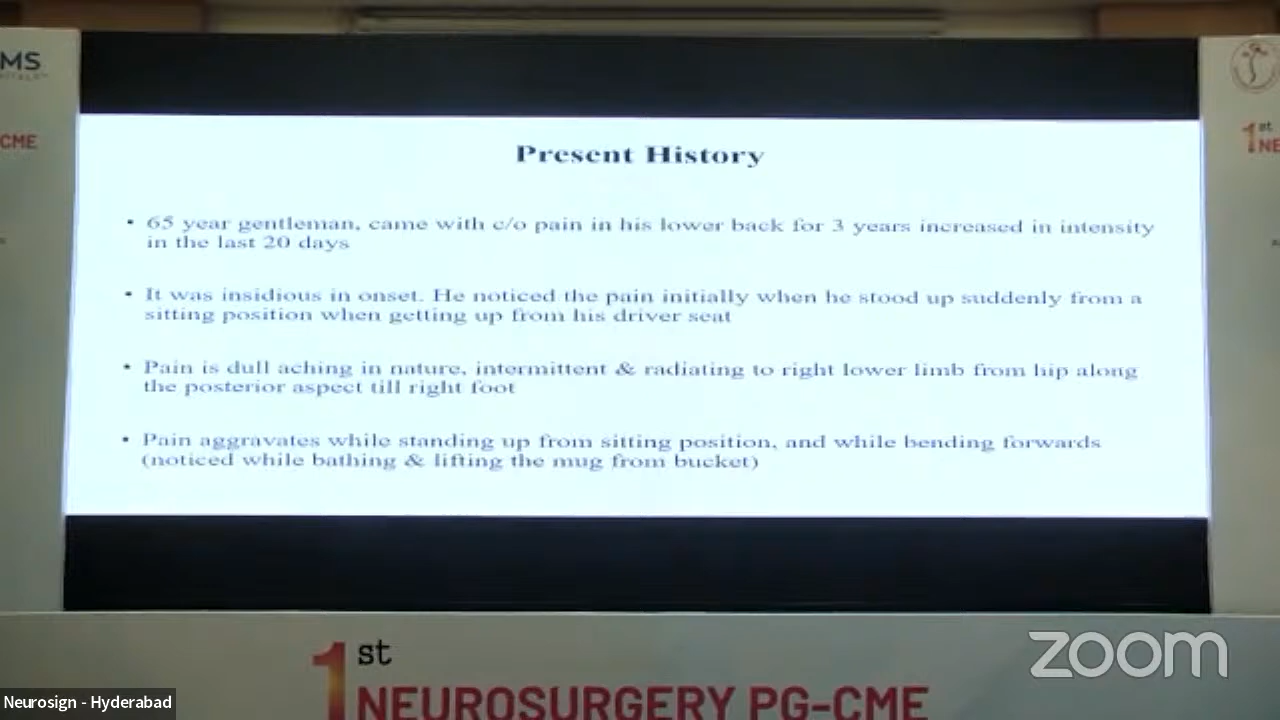 MS
CME
1st
NE
Present History
• 65 year gentleman, came with c/o pain in his lower back for 3 years increased in intensity
in the last 20 days
• It was insidious in onset. He noticed the pain initially when he stood up suddenly from a
sitting position when getting up from his driver seat
• Pain is dull aching in nature, intermittent & radiating to right lower limb from hip along
the posterior aspect till right foot
• Pain aggravates while standing up from sitting position, and while bending forwards
(noticed while bathing & lifting the mug from bucket)
1st
NEUROSURGERY PG-CME
zoom
Neurosign - Hyderabad